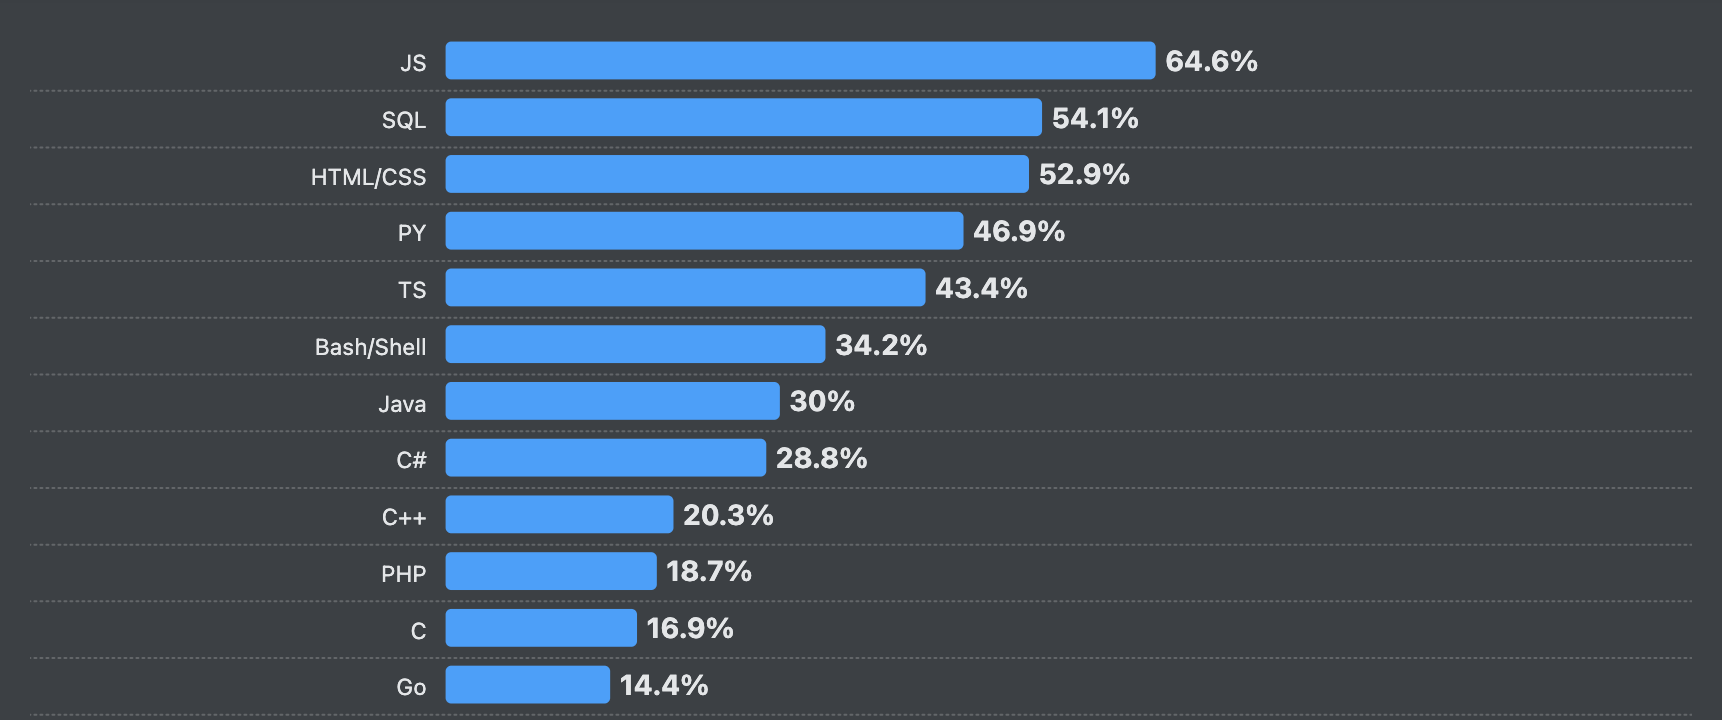 JS 64.6%
SQL 54.1%
HTML/CSS 52.9%
PY 46.9%
TS 43.4%
Bash/Shell 34.2%
Java 30%
C# 28.8%
C++ 20.3%
PHP 18.7%
C 16.9%
Go 14.4%